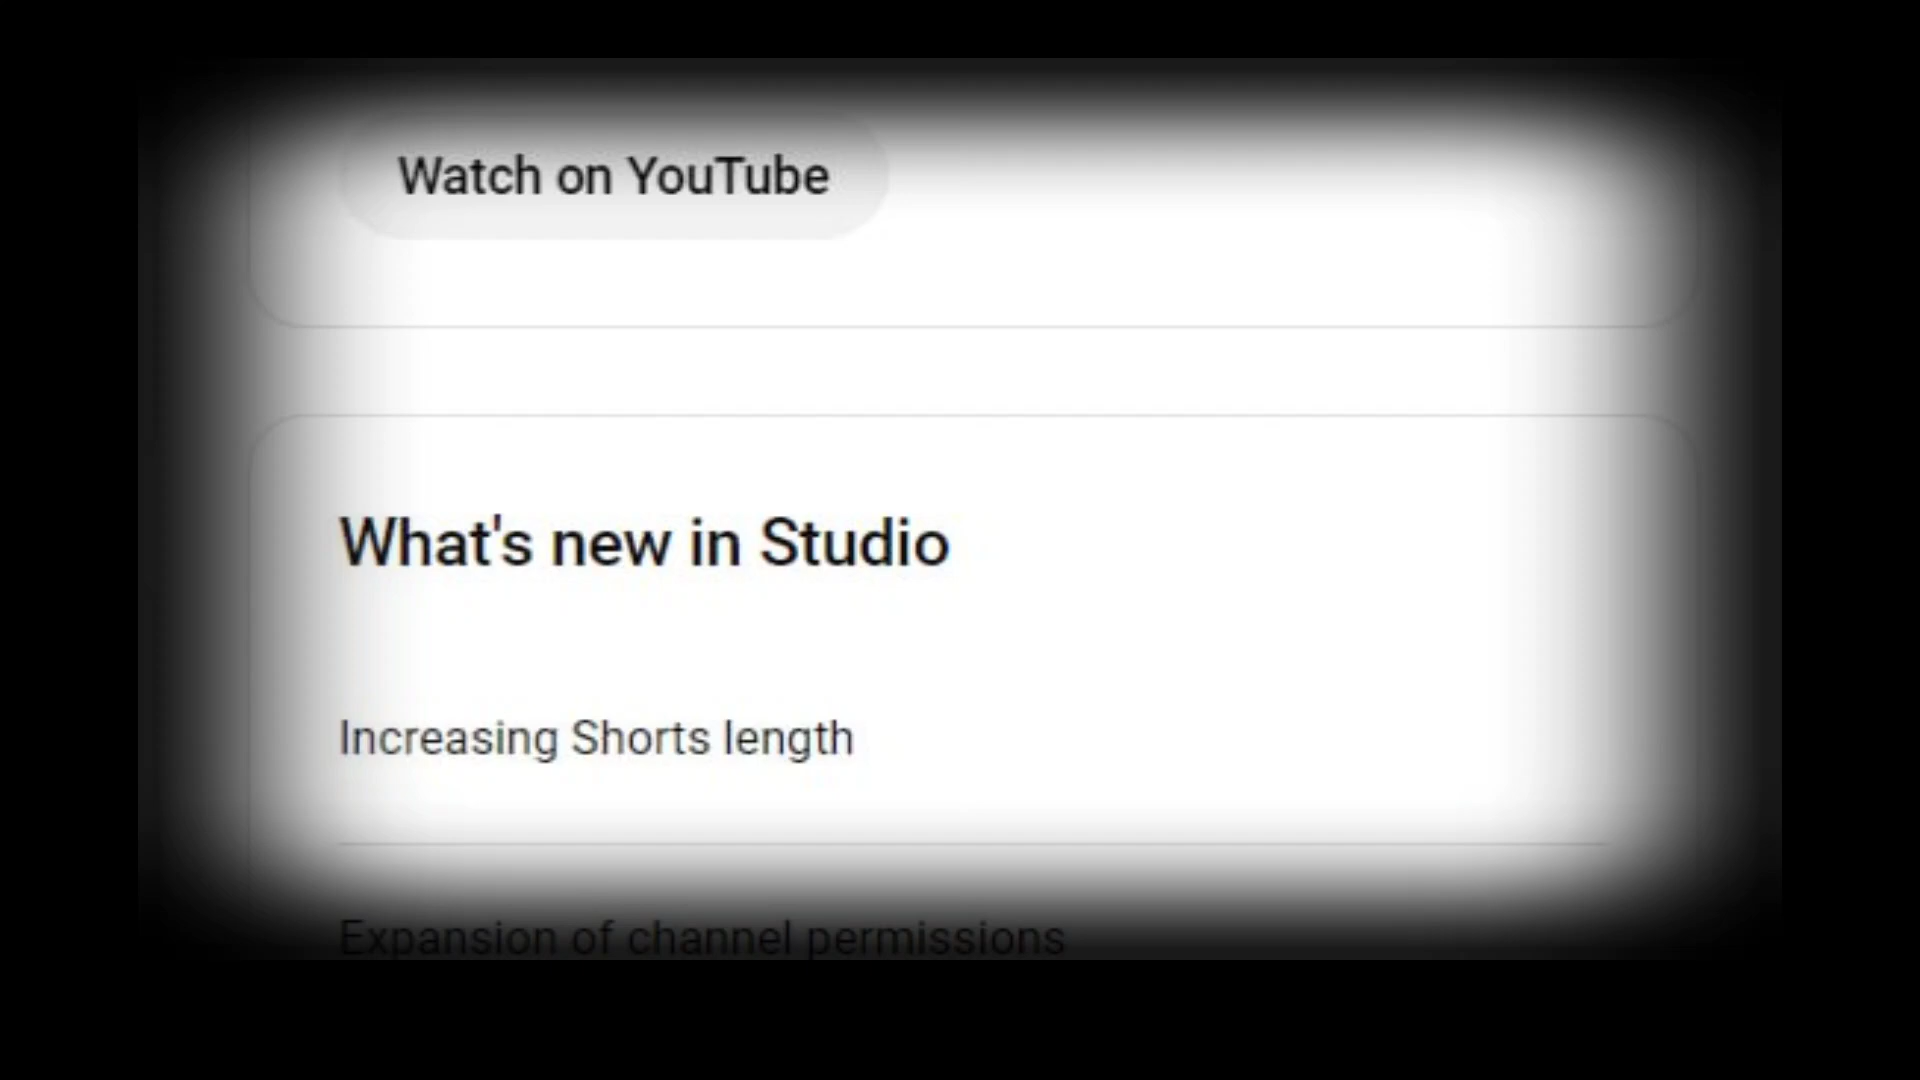 Watch on YouTube
What's new in Studio
Increasing Shorts length
Expansion of channel permissions